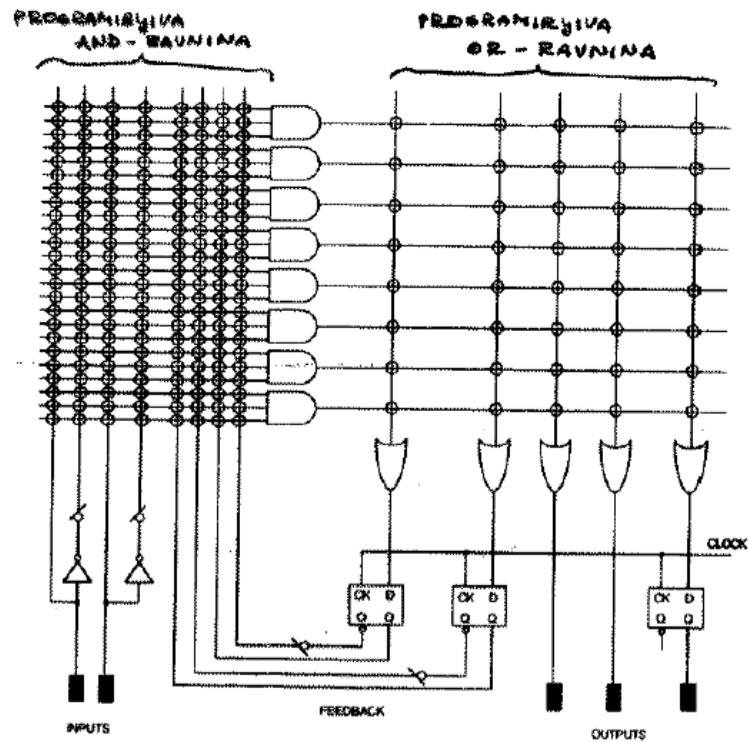 PROGRAMIRLJIVA
AND - RAVNINA
PROGRAMIRLJIVA
OR - RAVNINA
CLOCK
CK D
Q Q
CK D
Q Q
CK D
Q Q
FEEDBACK
INPUTS
OUTPUTS